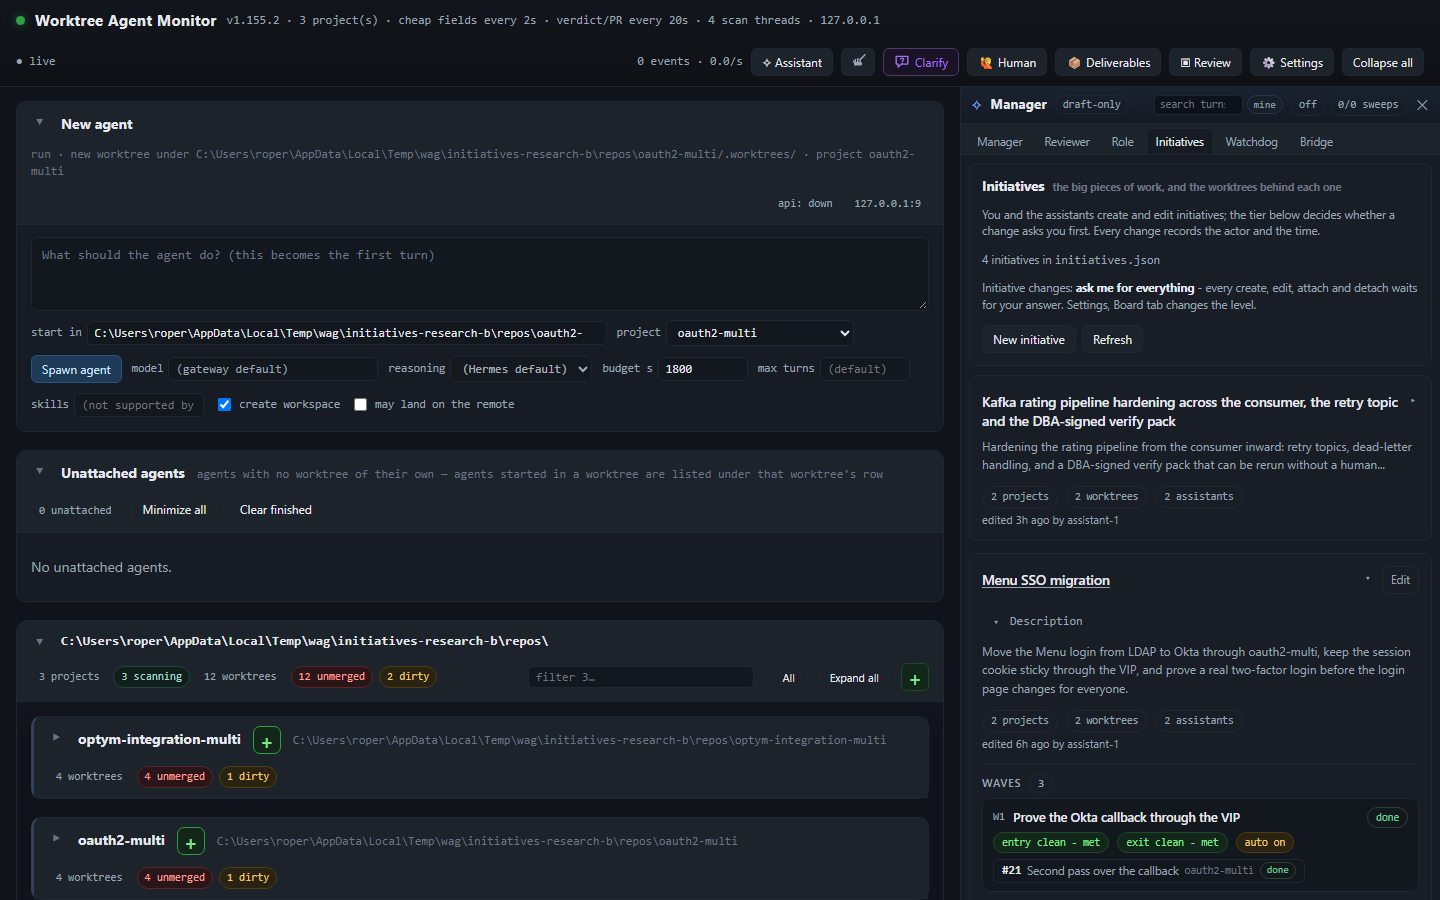 Worktree Agent Monitor v1.155.2 · 3 project(s) · cheap fields every 2s · verdict/PR every 20s · 4 scan threads · 127.0.0.1
live
0 events · 0.0/s
Assistant
Clarify
Human
Deliverables
Review
Settings
Collapse all
New agent
run · new worktree under C:\Users\roper\AppData\Local\Temp\wag\initiatives-research-b\repos\oauth2-multi/.worktrees/ · project oauth2-
multi
api: down 127.0.0.1:9
What should the agent do? (this becomes the first turn)
start in C:\Users\roper\AppData\Local\Temp\wag\initiatives-research-b\repos\oauth2- project oauth2-multi
Spawn agent model (gateway default) reasoning (Hermes default) budget s 1800 max turns (default)
skills (not supported by create workspace may land on the remote
Unattached agents agents with no worktree of their own — agents started in a worktree are listed under that worktree's row
0 unattached Minimize all Clear finished
No unattached agents.
C:\Users\roper\AppData\Local\Temp\wag\initiatives-research-b\repos\
3 projects 3 scanning 12 worktrees 12 unmerged 2 dirty filter 3… All Expand all +
optym-integration-multi + C:\Users\roper\AppData\Local\Temp\wag\initiatives-research-b\repos\optym-integration-multi
4 worktrees 4 unmerged 1 dirty
oauth2-multi + C:\Users\roper\AppData\Local\Temp\wag\initiatives-research-b\repos\oauth2-multi
4 worktrees 4 unmerged 1 dirty
Manager draft-only search turn: mine off 0/0 sweeps
Manager Reviewer Role Initiatives Watchdog Bridge
Initiatives the big pieces of work, and the worktrees behind each one
You and the assistants create and edit initiatives; the tier below decides whether a
change asks you first. Every change records the actor and the time.
4 initiatives in initiatives.json
Initiative changes: ask me for everything - every create, edit, attach and detach waits
for your answer. Settings, Board tab changes the level.
New initiative Refresh
Kafka rating pipeline hardening across the consumer, the retry topic
and the DBA-signed verify pack
Hardening the rating pipeline from the consumer inward: retry topics, dead-letter
handling, and a DBA-signed verify pack that can be rerun without a human…
2 projects 2 worktrees 2 assistants
edited 3h ago by assistant-1
Menu SSO migration Edit
Description
Move the Menu login from LDAP to Okta through oauth2-multi, keep the session
cookie sticky through the VIP, and prove a real two-factor login before the login
page changes for everyone.
2 projects 2 worktrees 2 assistants
edited 6h ago by assistant-1
WAVES 3
W1 Prove the Okta callback through the VIP done
entry clean - met exit clean - met auto on
#21 Second pass over the callback oauth2-multi done